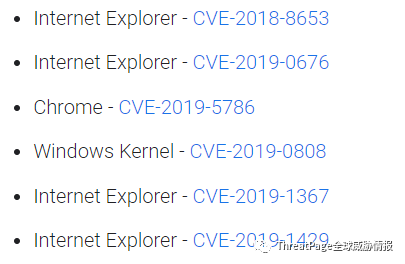 Internet Explorer - CVE-2018-8653
Internet Explorer - CVE-2019-0676
Chrome - CVE-2019-5786
Windows Kernel - CVE-2019-0808
Internet Explorer - CVE-2019-1367
Internet Explorer - CVE-2019-1429
ThreatPage全球威胁情报